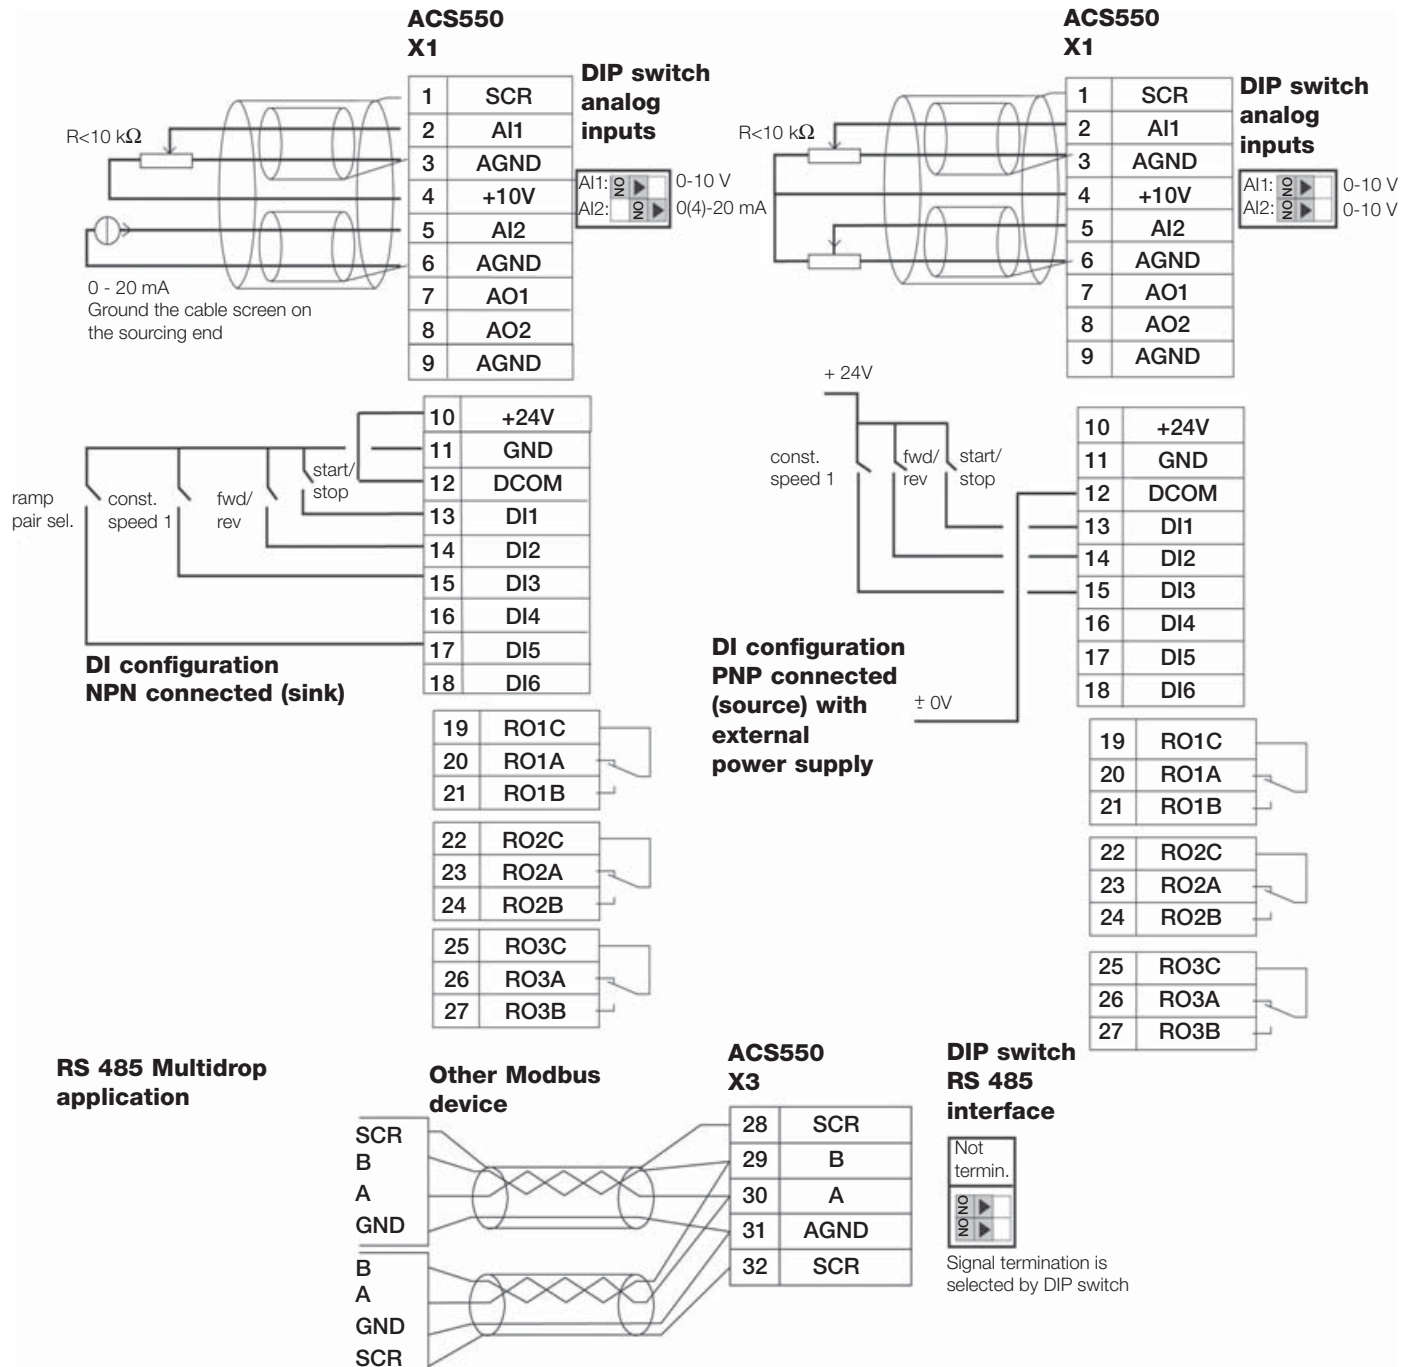 ACS550
X1
DIP switch
analog
inputs
R<10 kΩ
1 SCR
2 AI1
3 AGND
4 +10V
5 AI2
6 AGND
7 AO1
8 AO2
9 AGND
AI1: ON 0-10 V
AI2: ON 0(4)-20 mA
0 - 20 mA
Ground the cable screen on
the sourcing end
10 +24V
11 GND
12 DCOM
13 DI1
14 DI2
15 DI3
16 DI4
17 DI5
18 DI6
ramp
pair sel.
const.
speed 1
fwd/
rev
start/
stop
DI configuration
NPN connected (sink)
19 RO1C
20 RO1A
21 RO1B
22 RO2C
23 RO2A
24 RO2B
25 RO3C
26 RO3A
27 RO3B
ACS550
X1
DIP switch
analog
inputs
R<10 kΩ
1 SCR
2 AI1
3 AGND
4 +10V
5 AI2
6 AGND
7 AO1
8 AO2
9 AGND
AI1: ON 0-10 V
AI2: ON 0-10 V
+ 24V
const.
speed 1
fwd/
rev
start/
stop
10 +24V
11 GND
12 DCOM
13 DI1
14 DI2
15 DI3
16 DI4
17 DI5
18 DI6
DI configuration
PNP connected
(source) with
external
power supply
± 0V
19 RO1C
20 RO1A
21 RO1B
22 RO2C
23 RO2A
24 RO2B
25 RO3C
26 RO3A
27 RO3B
RS 485 Multidrop
application
Other Modbus
device
SCR
B
A
GND
B
A
GND
SCR
ACS550
X3
28 SCR
29 B
30 A
31 AGND
32 SCR
DIP switch
RS 485
interface
Not
termin.
ON
ON
Signal termination is
selected by DIP switch